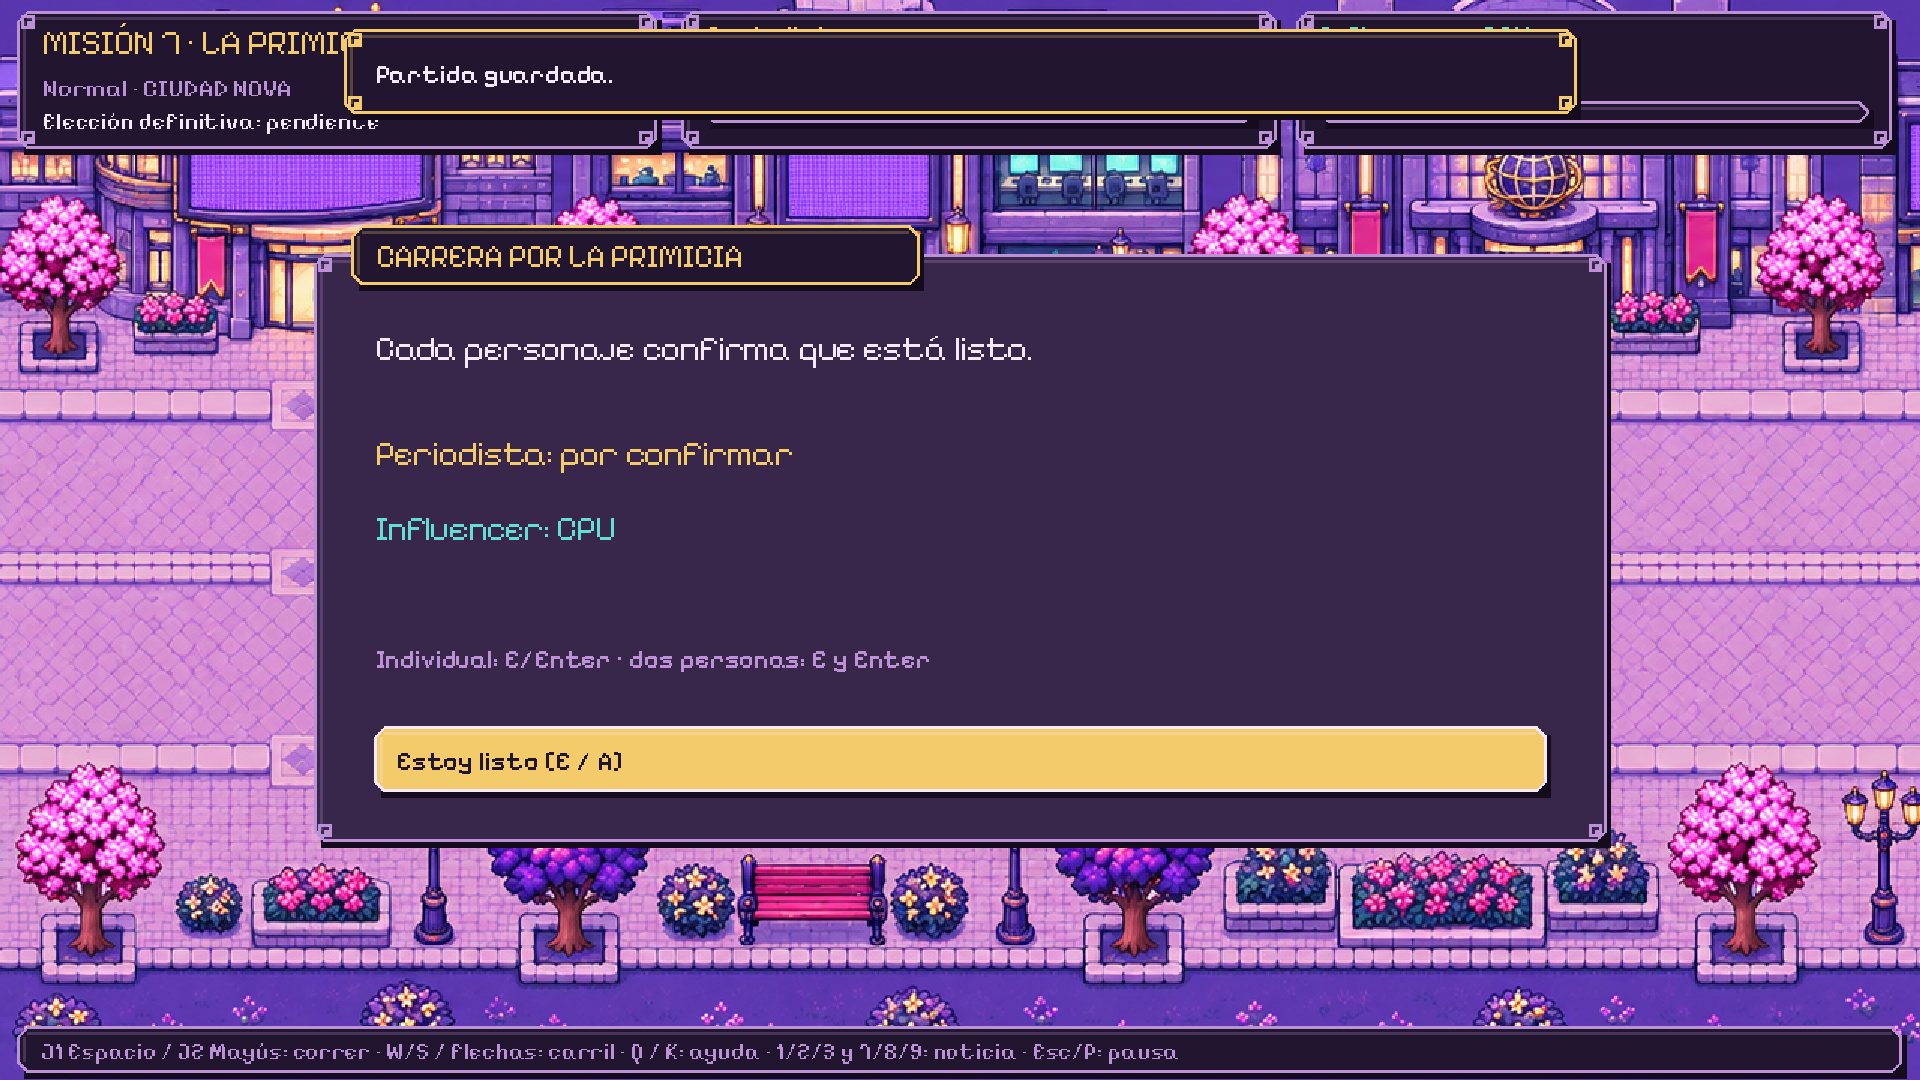 MISIÓN 7 · LA PRIMIC
Normal · CIUDAD NOVA
Elección definitiva: pendiente
Partida guardada.
CARRERA POR LA PRIMICIA
Cada personaje confirma que está listo.
Periodista: por confirmar
Influencer: CPU
Individual: E/Enter · dos personas: E y Enter
Estoy listo (E / A)
J1 Espacio / J2 Mayús: correr · W/S / flechas: carril · Q / K: ayuda · 1/2/3 y 7/8/9: noticia · Esc/P: pausa